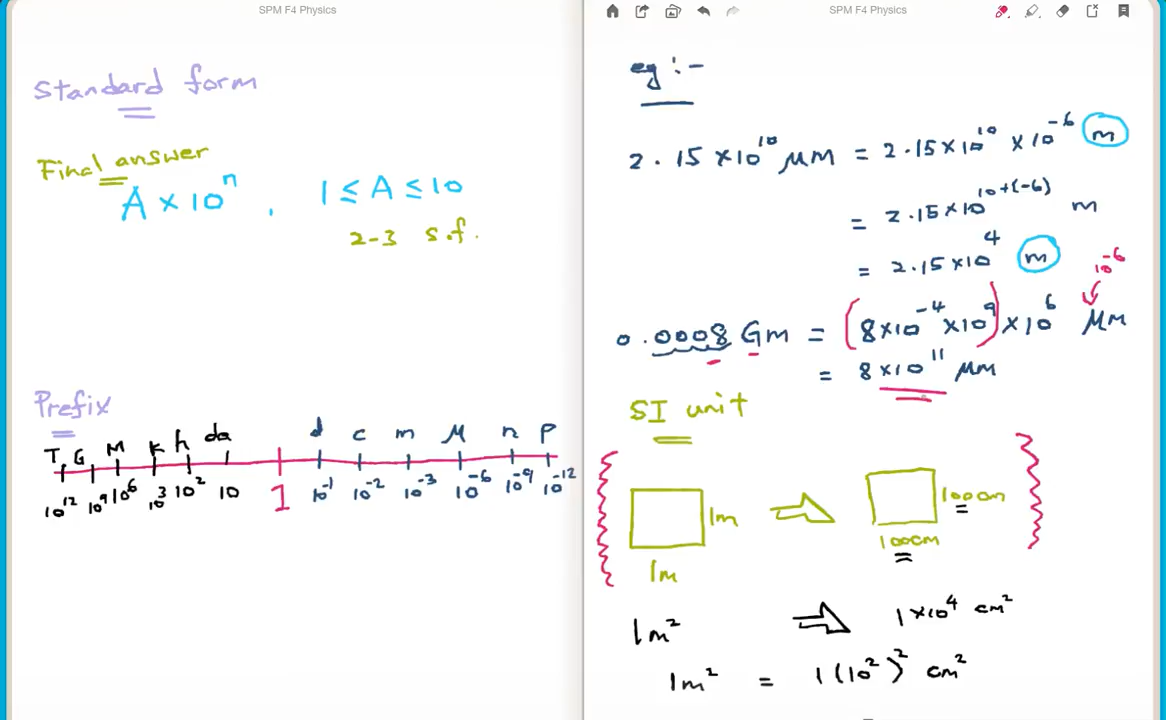 SPM F4 Physics
Standard form
Final answer
A × 10ⁿ , 1 ≤ A ≤ 10
2-3 s.f.
Prefix
T G M k h da d c m μ n p
10¹² 10⁹ 10⁶ 10³ 10² 10 1 10⁻¹ 10⁻² 10⁻³ 10⁻⁶ 10⁻⁹ 10⁻¹²
SPM F4 Physics
eg :-
2.15 × 10¹⁰ μm = 2.15 × 10¹⁰ × 10⁻⁶ m
= 2.15 × 10¹⁰⁺⁽⁻⁶⁾ m
= 2.15 × 10⁴ m
10⁻⁶
0.0008 Gm = (8 × 10⁻⁴ × 10⁹) × 10⁶ μm
= 8 × 10¹¹ μm
SI unit
1m 100cm
1m 100cm
1m² ⇒ 1 × 10⁴ cm²
1m² = 1(10²)² cm²